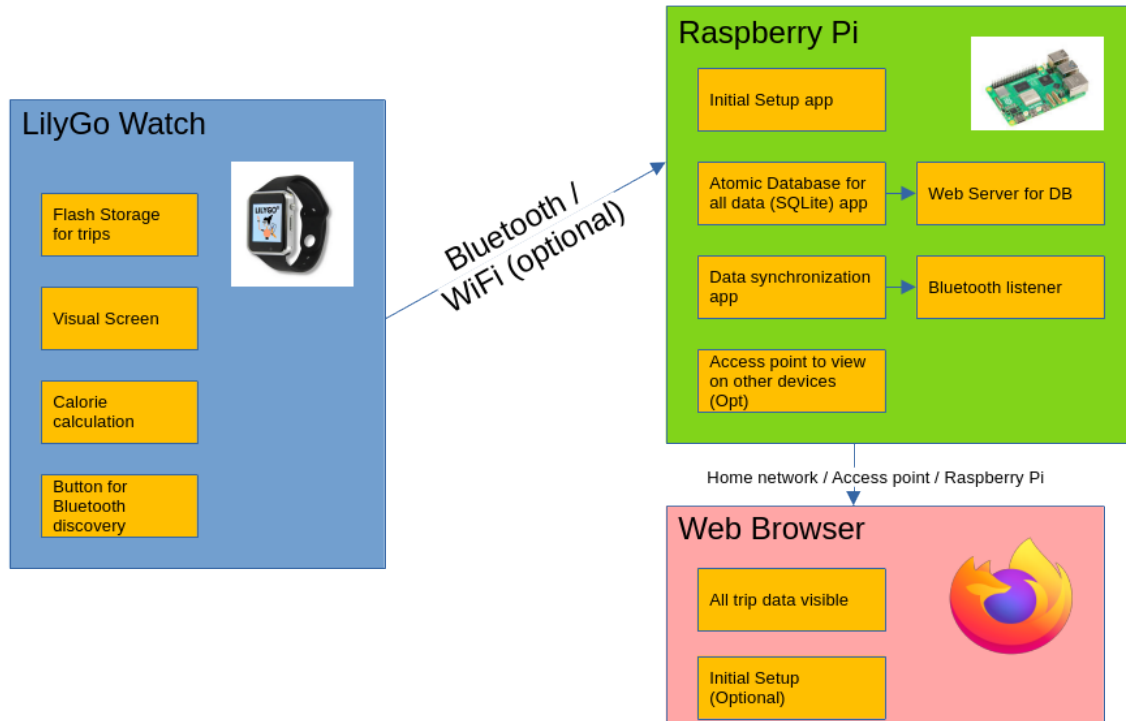 LilyGo Watch
LILYGO
Flash Storage
for trips
Visual Screen
Calorie
calculation
Button for
Bluetooth
discovery
Bluetooth /
WiFi (optional)
Raspberry Pi
Initial Setup app
Atomic Database for
all data (SQLite) app
Web Server for DB
Data synchronization
app
Bluetooth listener
Access point to view
on other devices
(Opt)
Home network / Access point / Raspberry Pi
Web Browser
All trip data visible
Initial Setup
(Optional)